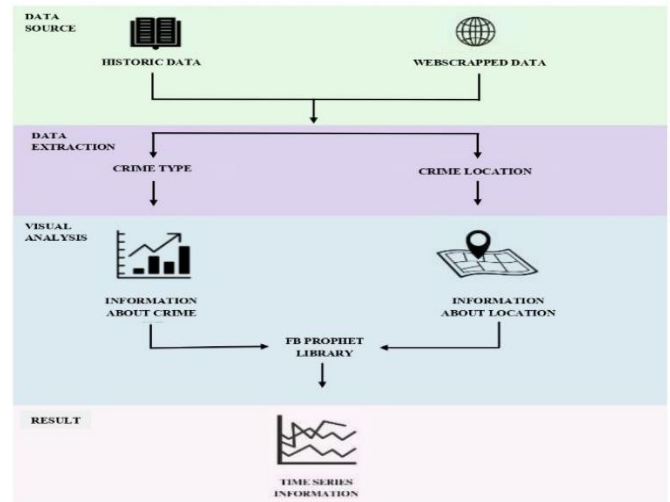 DATA
SOURCE
HISTORIC DATA
WEBSCRAPPED DATA
DATA
EXTRACTION
CRIME TYPE
CRIME LOCATION
VISUAL
ANALYSIS
INFORMATION
ABOUT CRIME
INFORMATION
ABOUT LOCATION
FB PROPHET
LIBRARY
RESULT
TIME SERIES
INFORMATION